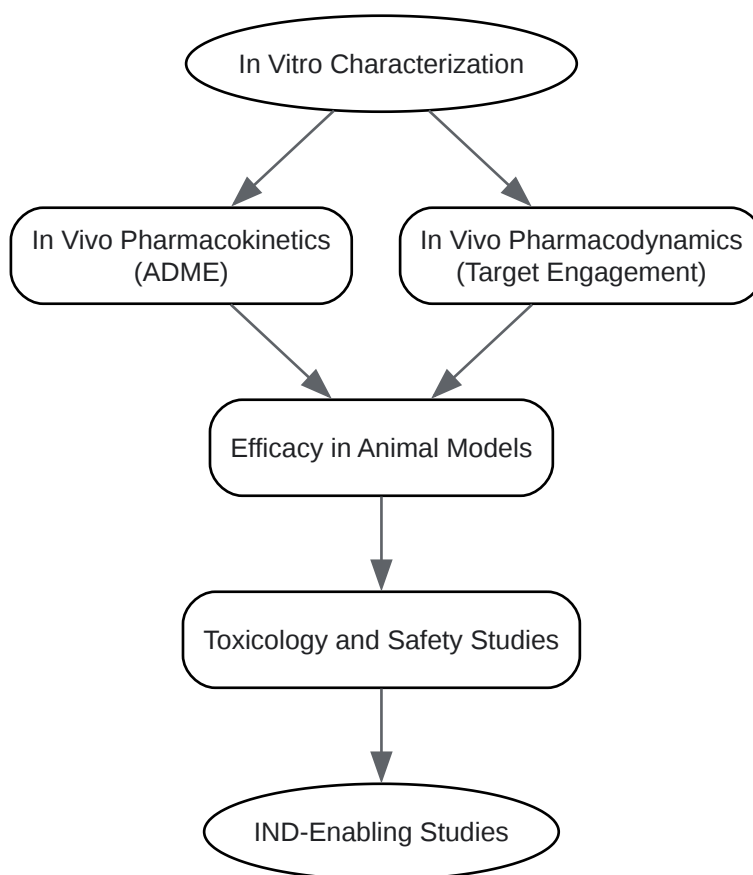 In Vitro Characterization
In Vivo Pharmacokinetics
(ADME)
In Vivo Pharmacodynamics
(Target Engagement)
Efficacy in Animal Models
Toxicology and Safety Studies
IND-Enabling Studies